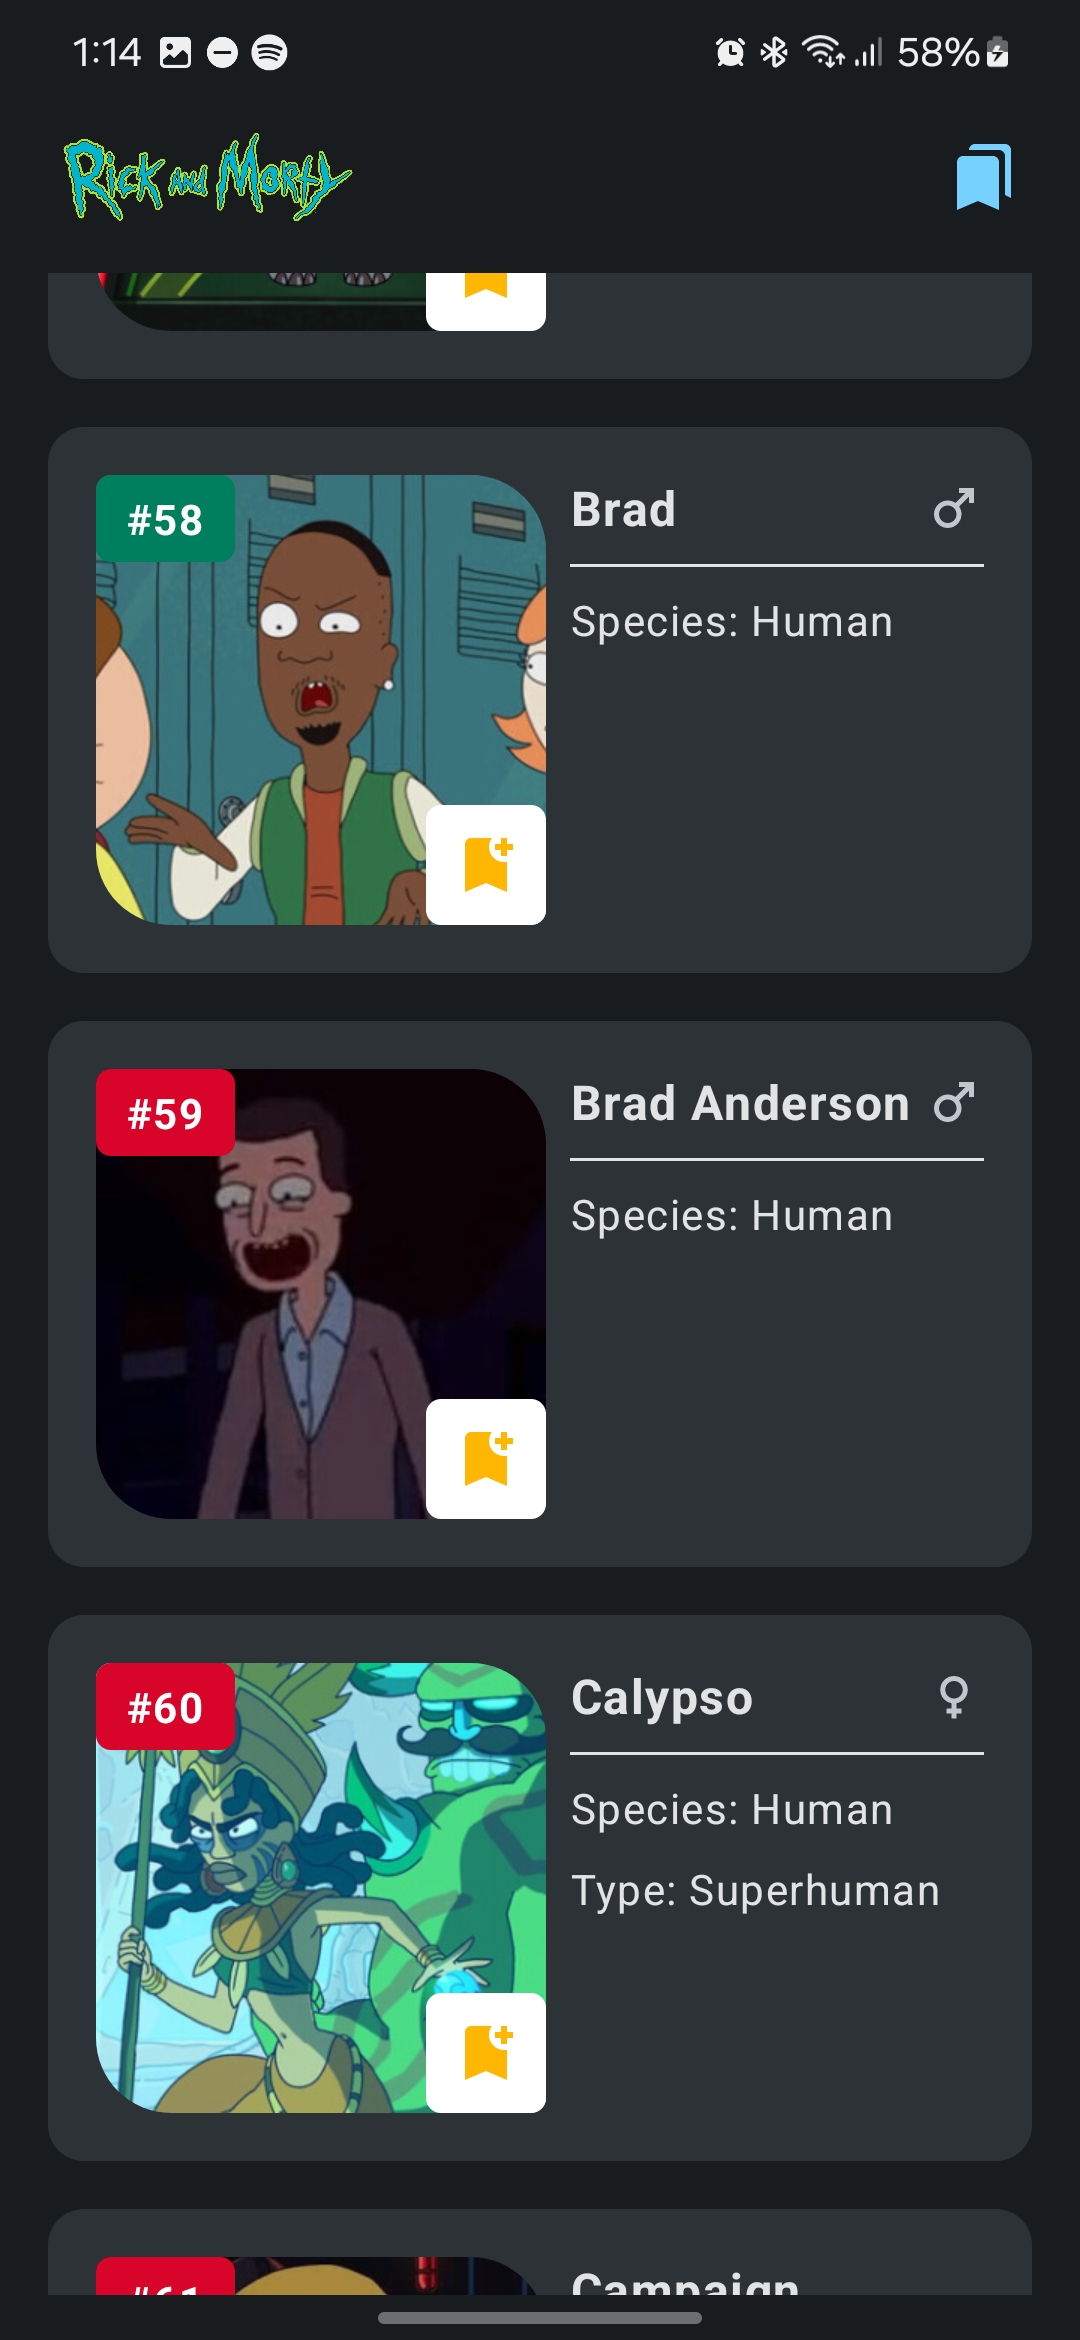 1:14
58%
Rick and Morty
#58
Brad
Species: Human
#59
Brad Anderson
Species: Human
#60
Calypso
Species: Human
Type: Superhuman
#61
Campaign